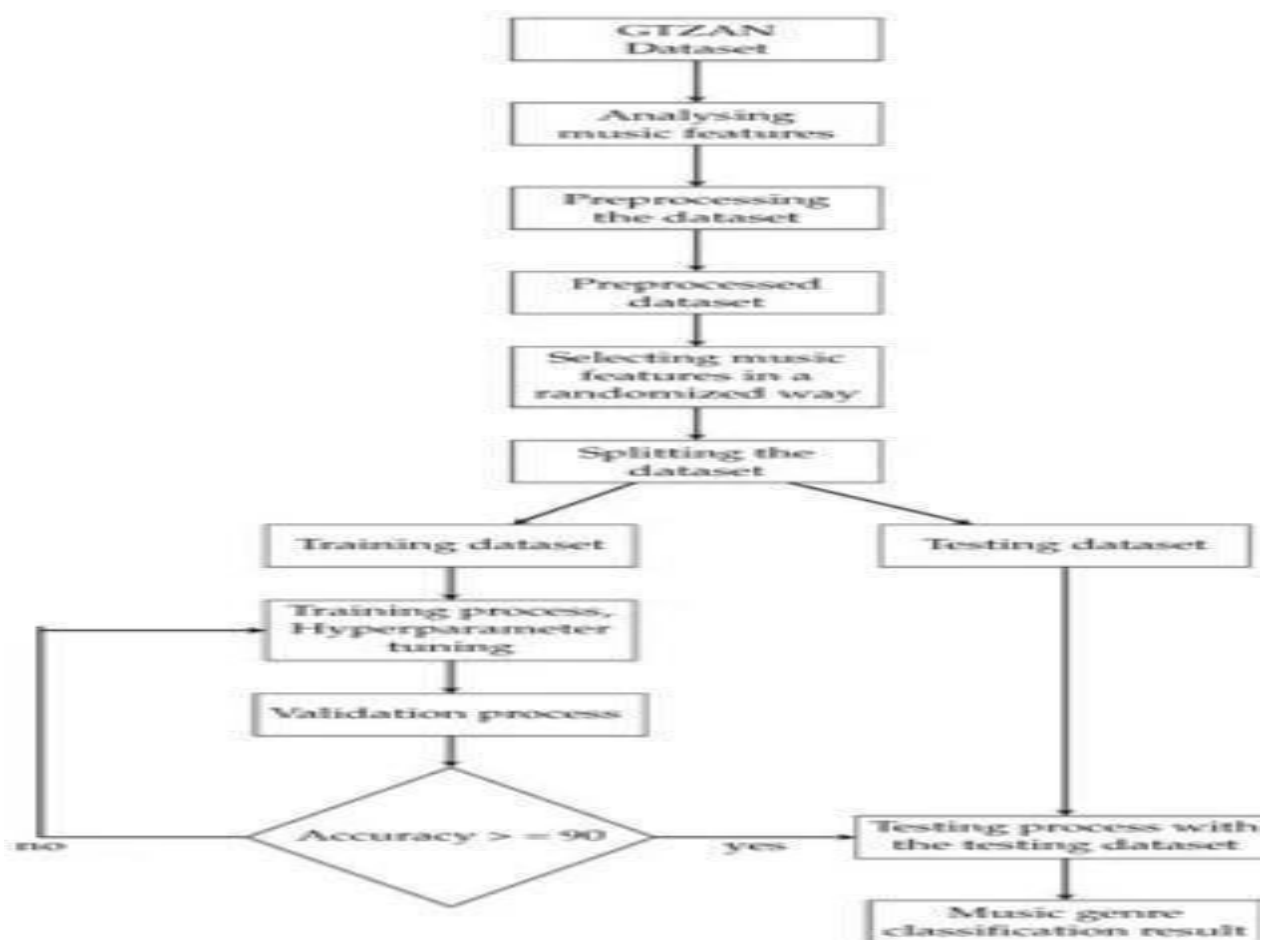 GTZAN
Dataset
Analysing
music features
Preprocessing
the dataset
Preprocessed
dataset
Selecting music
features in a
randomized way
Splitting the
dataset
Training dataset
Testing dataset
Training process,
Hyperparameter
tuning
Validation process
Accuracy > = 90
no
yes
Testing process with
the testing dataset
Music genre
classification result